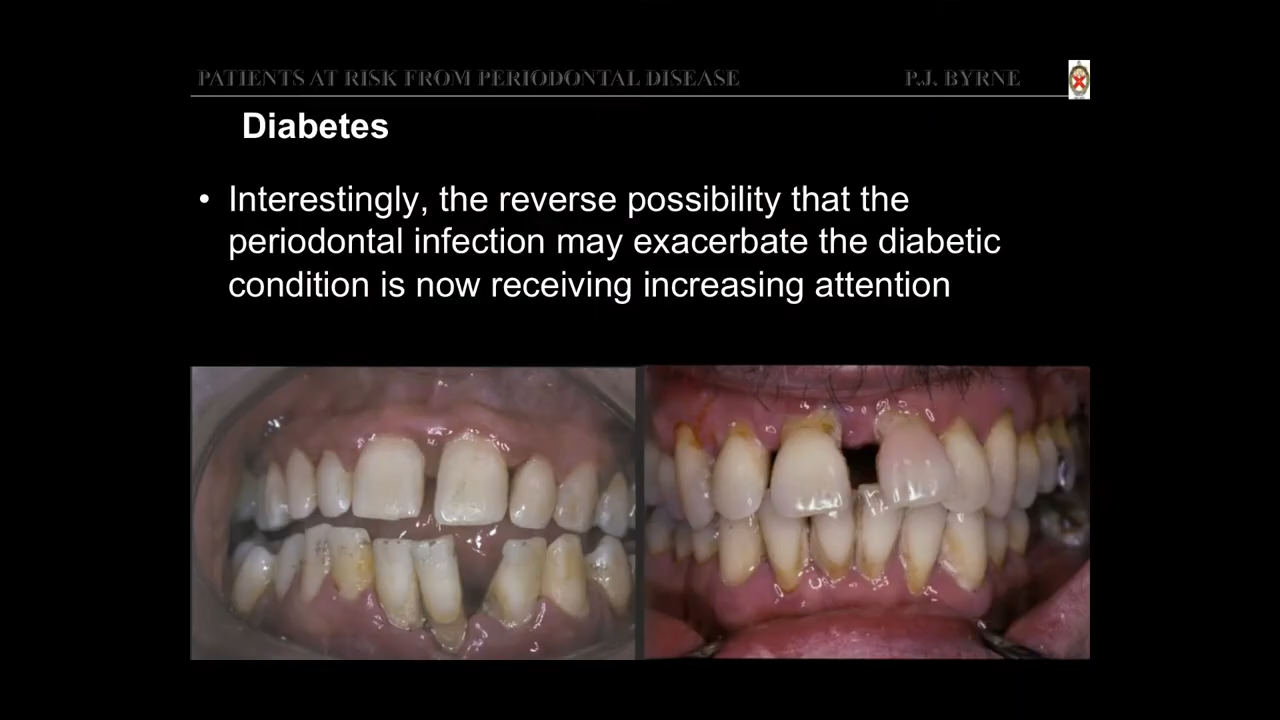 PATIENTS AT RISK FROM PERIODONTAL DISEASE P.J. BYRNE
Diabetes
• Interestingly, the reverse possibility that the
periodontal infection may exacerbate the diabetic
condition is now receiving increasing attention